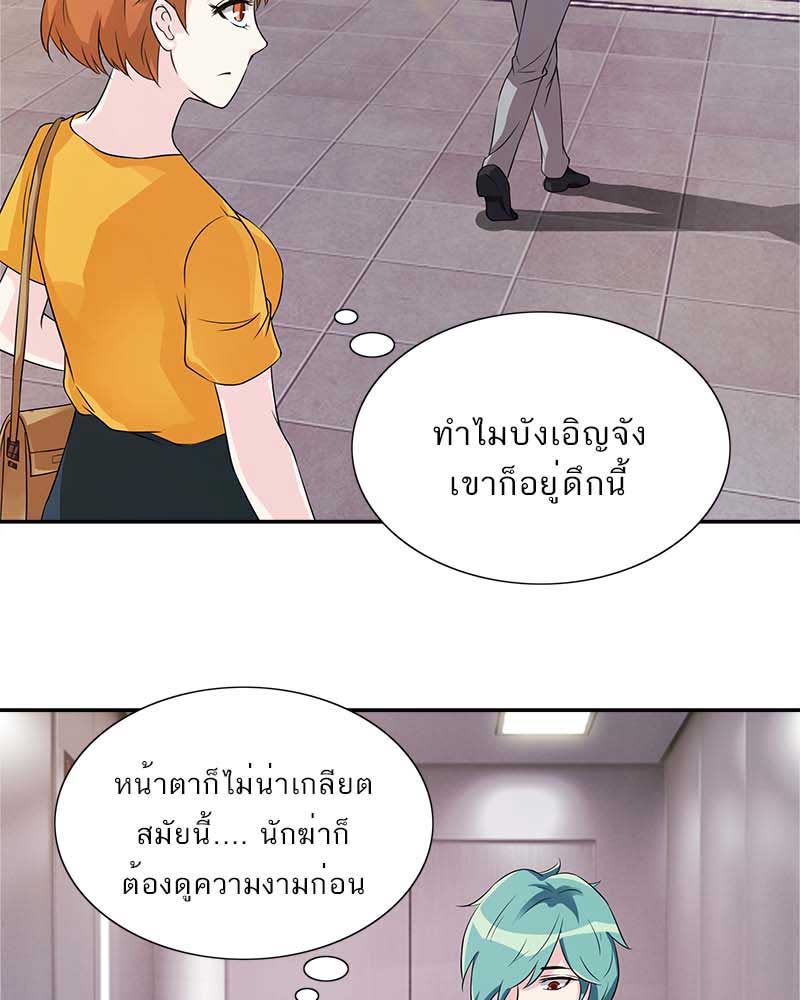 ทำไมบังเอิญจัง
เขาก็อยู่ตึกนี้
หน้าตาก็ไม่น่าเกลียด
สมัยนี้.... นักฆ่าก็
ต้องดูความงามก่อน